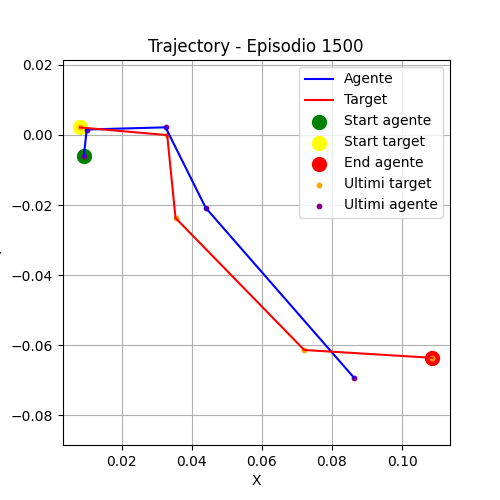 Trajectory - Episodio 1500
0.02
0.00
−0.02
−0.04
−0.06
−0.08
Agente
Target
Start agente
Start target
End agente
Ultimi target
Ultimi agente
0.02 0.04 0.06 0.08 0.10
X